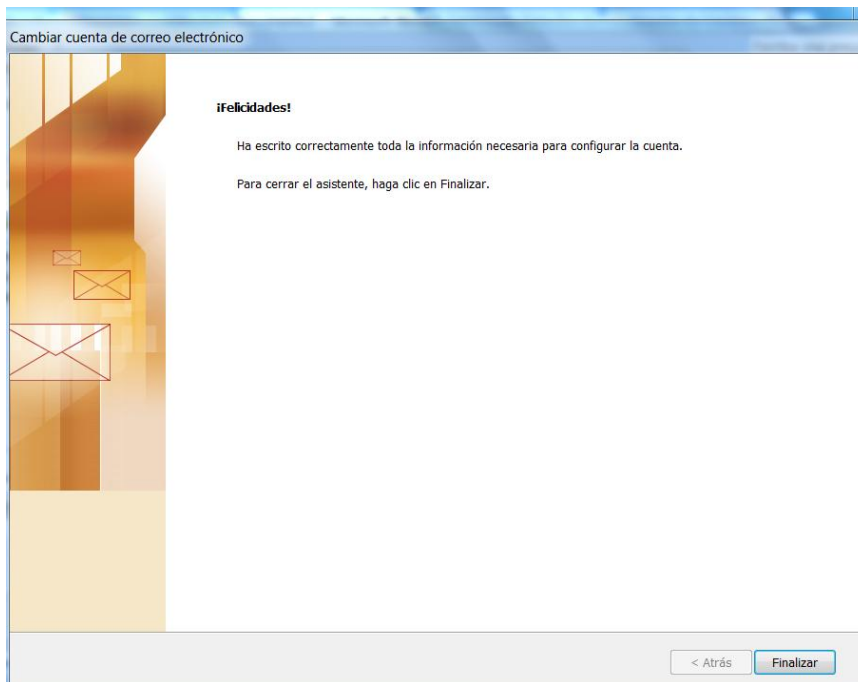 Cambiar cuenta de correo electrónico
¡Felicidades!
Ha escrito correctamente toda la información necesaria para configurar la cuenta.
Para cerrar el asistente, haga clic en Finalizar.
< Atrás
Finalizar